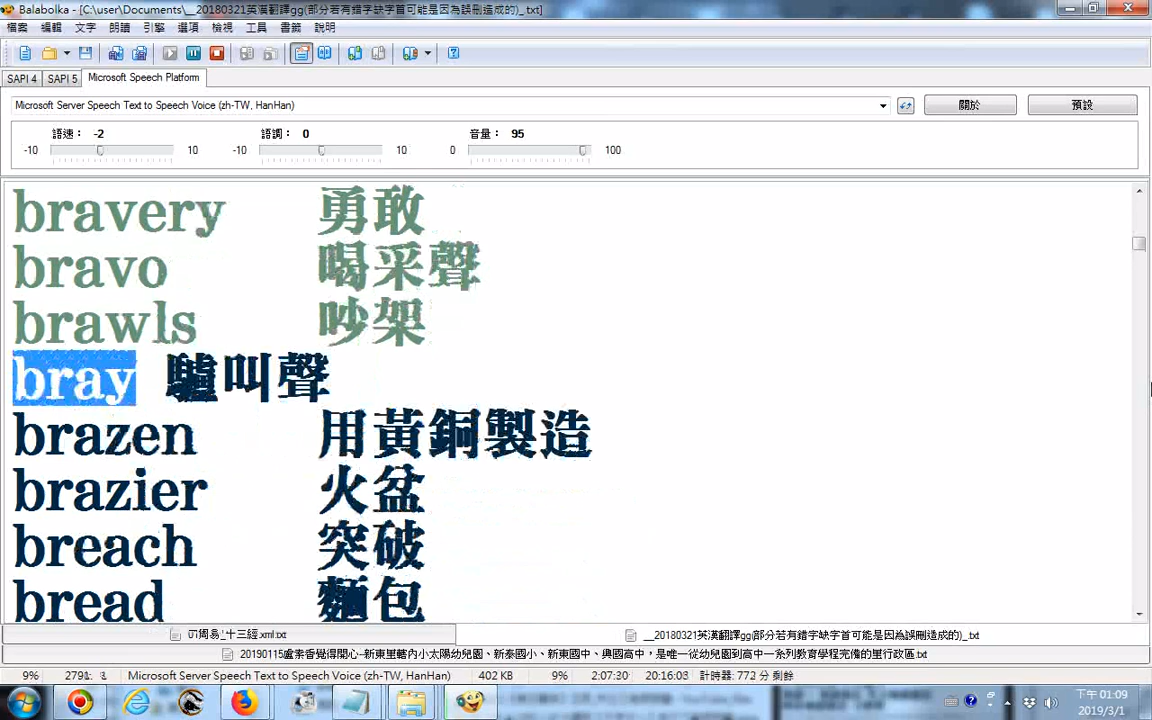 Balabolka - [C:\user\Documents\__20180321英漢翻譯gg(部分若有錯字缺字首可能是因為誤刪造成的)_.txt]
檔案 編輯 文字 朗讀 引擎 選項 檢視 工具 書籤 說明
SAPI 4 SAPI 5 Microsoft Speech Platform
Microsoft Server Speech Text to Speech Voice (zh-TW, HanHan) 關於 預設
語速： -2 語調： 0 音量： 95
-10 10 -10 10 0 100
bravery 勇敢
bravo 喝采聲
brawls 吵架
bray 驢叫聲
brazen 用黃銅製造
brazier 火盆
breach 突破
bread 麵包
十三經.xml.txt __20180321英漢翻譯gg(部分若有錯字缺字首可能是因為誤刪造成的)_.txt
20190115盧素香覺得開心-新東里轄內小太陽幼兒園、新泰國小、新東國中、興國高中，是唯一從幼兒園到高中一系列教育學程完備的里行政區.txt
9% Microsoft Server Speech Text to Speech Voice (zh-TW, HanHan) 402 KB 9% 2:07:30 20:16:03 計時器: 772 分 剩餘
下午 01:09
2019/3/1